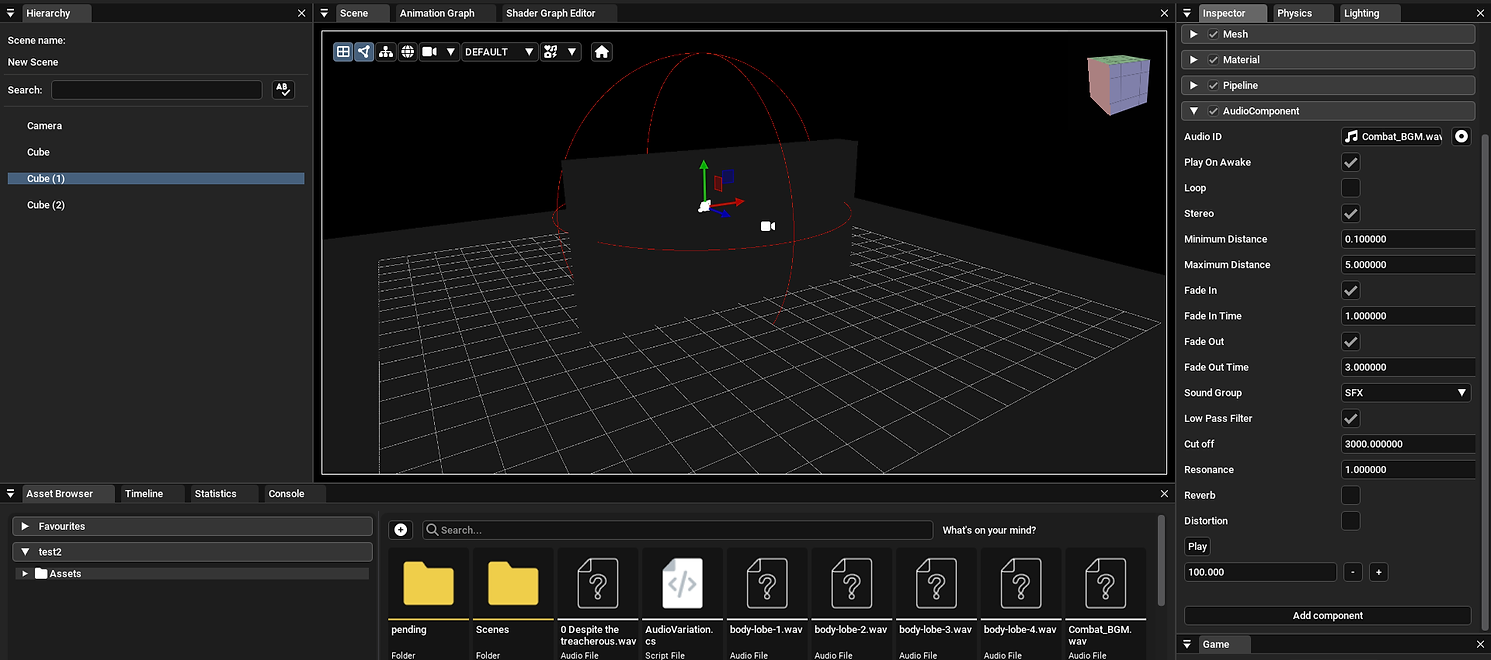 Hierarchy
Scene name:
New Scene
Search:
AB
Camera
Cube
Cube (1)
Cube (2)
Scene
Animation Graph
Shader Graph Editor
DEFAULT
Inspector
Physics
Lighting
Mesh
Material
Pipeline
AudioComponent
Audio ID Combat_BGM.wav
Play On Awake
Loop
Stereo
Minimum Distance 0.100000
Maximum Distance 5.000000
Fade In
Fade In Time 1.000000
Fade Out
Fade Out Time 3.000000
Sound Group SFX
Low Pass Filter
Cut off 3000.000000
Resonance 1.000000
Reverb
Distortion
Play
100.000 - +
Add component
Game
Asset Browser
Timeline
Statistics
Console
Favourites
test2
Assets
Search...
What's on your mind?
pending
Folder
Scenes
Folder
0 Despite the
treacherous.wav
Audio File
AudioVariation.
cs
Script File
body-lobe-1.wav
Audio File
body-lobe-2.wav
Audio File
body-lobe-3.wav
Audio File
body-lobe-4.wav
Audio File
Combat_BGM.
wav
Audio File